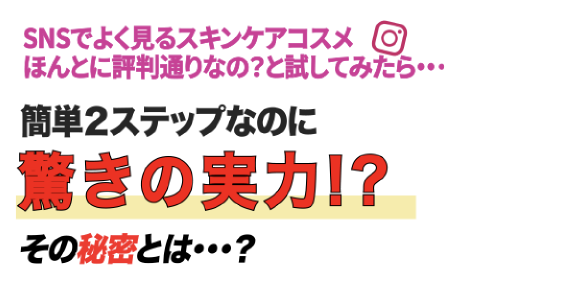 SNSでよく見るスキンケアコスメ
ほんとに評判通りなの？と試してみたら・・・
簡単2ステップなのに
驚きの実力!?
その秘密とは・・・？